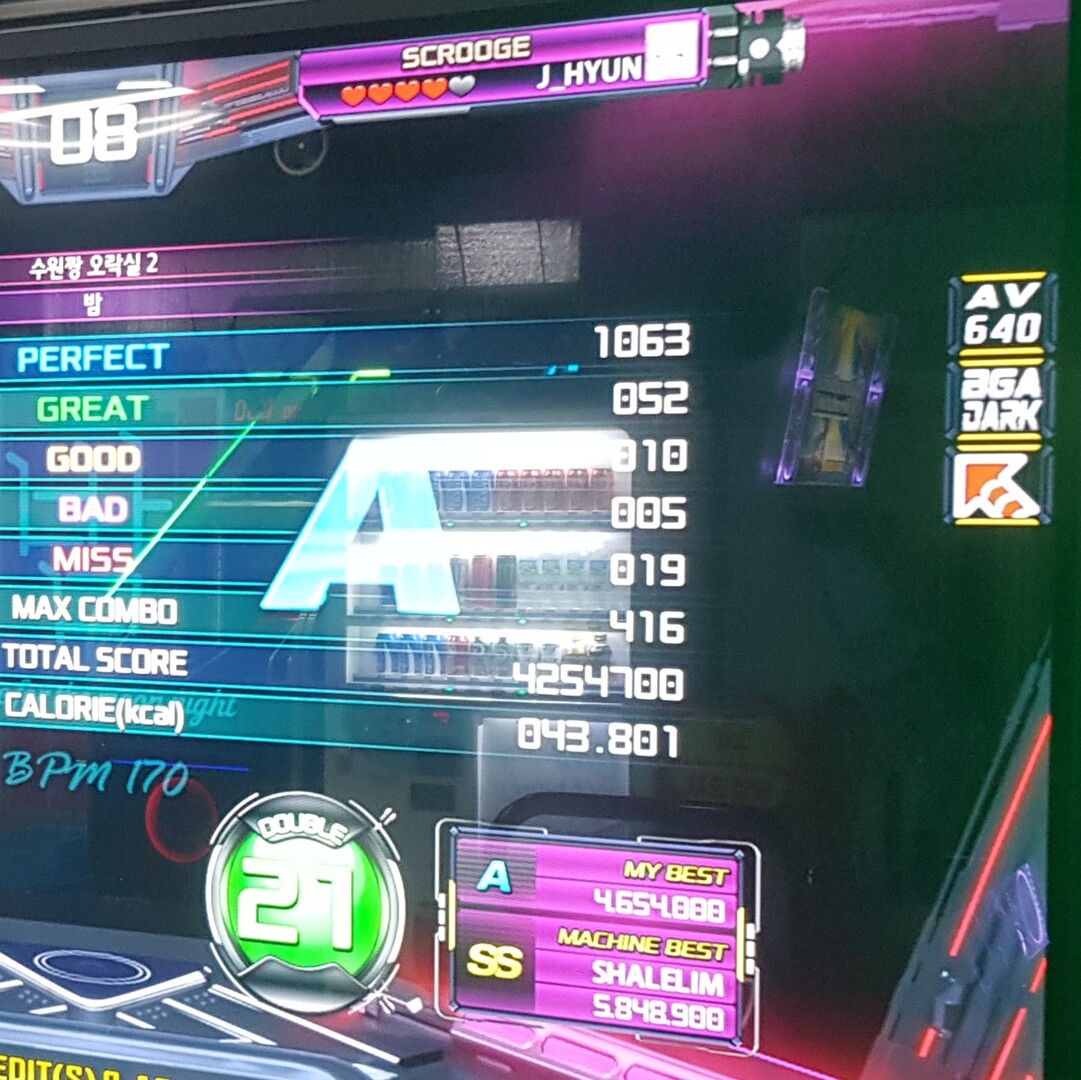 SCROOGE
J_HYUN
08
수원짱 오락실 2
밤
PERFECT 1063
GREAT 052
GOOD 010
BAD 005
MISS 019
MAX COMBO 416
TOTAL SCORE 4254700
CALORIE(kcal) 043.801
BPM 170
AV
640
BGA
DARK
DOUBLE
21
A MY BEST
4.654.000
SS MACHINE BEST
SHALELIM
5.848.900
A